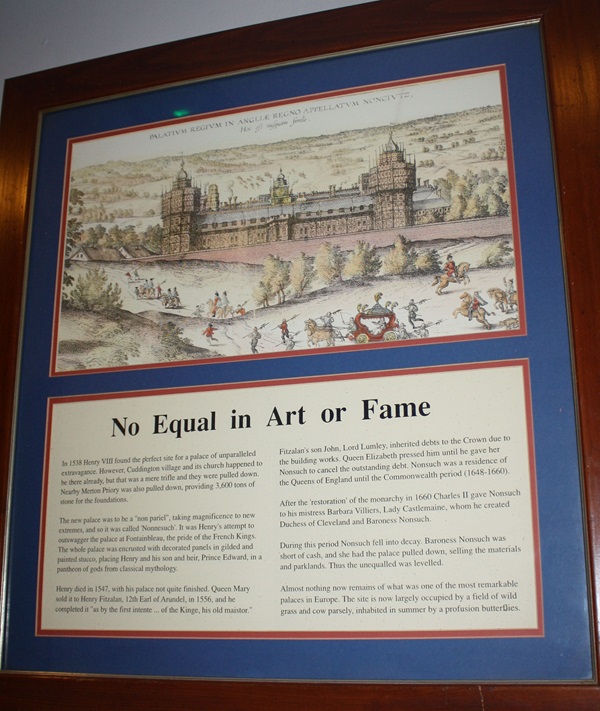 PALATIVM REGIVM IN ANGLIÆ REGNO APPELLATVM NONCIVTZ,
Hoc est nusquam simile.
No Equal in Art or Fame
In 1538 Henry VIII found the perfect site for a palace of unparalleled
extravagance. However, Cuddington village and its church happened to
be there already, but that was a mere trifle and they were pulled down.
Nearby Merton Priory was also pulled down, providing 3,600 tons of
stone for the foundations.
The new palace was to be a "non pariel", taking magnificence to new
extremes, and so it was called 'Nonnesuch'. It was Henry's attempt to
outswagger the palace at Fontainbleau, the pride of the French Kings.
The whole palace was encrusted with decorated panels in gilded and
painted stucco, placing Henry and his son and heir, Prince Edward, in a
pantheon of gods from classical mythology.
Henry died in 1547, with his palace not quite finished. Queen Mary
sold it to Henry Fitzalan, 12th Earl of Arundel, in 1556, and he
completed it "as by the first intente ... of the Kinge, his old maistor."
Fitzalan's son John, Lord Lumley, inherited debts to the Crown due to
the building works. Queen Elizabeth pressed him until he gave her
Nonsuch to cancel the outstanding debt. Nonsuch was a residence of
the Queens of England until the Commonwealth period (1648-1660).
After the 'restoration' of the monarchy in 1660 Charles II gave Nonsuch
to his mistress Barbara Villiers, Lady Castlemaine, whom he created
Duchess of Cleveland and Baroness Nonsuch.
During this period Nonsuch fell into decay. Baroness Nonsuch was
short of cash, and she had the palace pulled down, selling the materials
and parklands. Thus the unequalled was levelled.
Almost nothing now remains of what was one of the most remarkable
palaces in Europe. The site is now largely occupied by a field of wild
grass and cow parsely, inhabited in summer by a profusion butterflies.